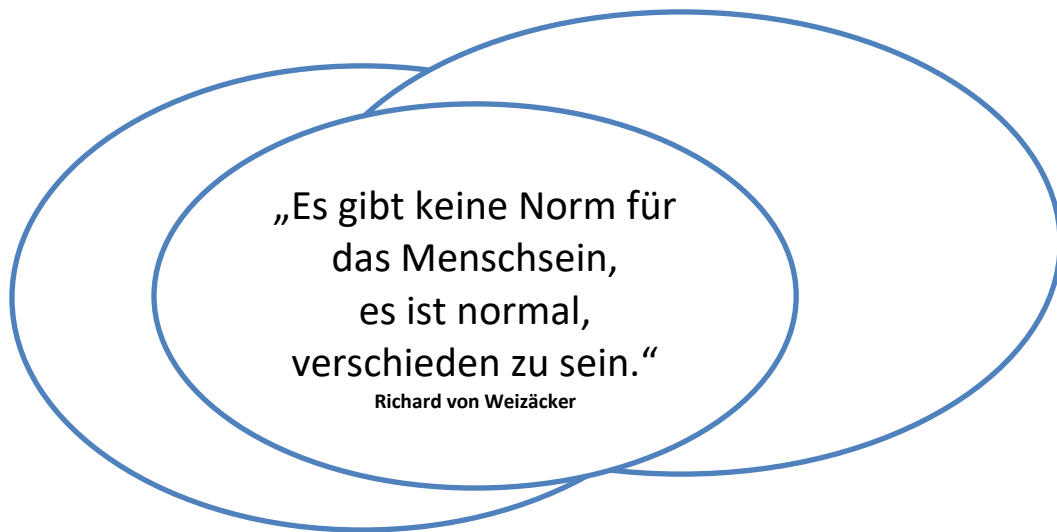 „Es gibt keine Norm für
das Menschsein,
es ist normal,
verschieden zu sein.“
Richard von Weizäcker